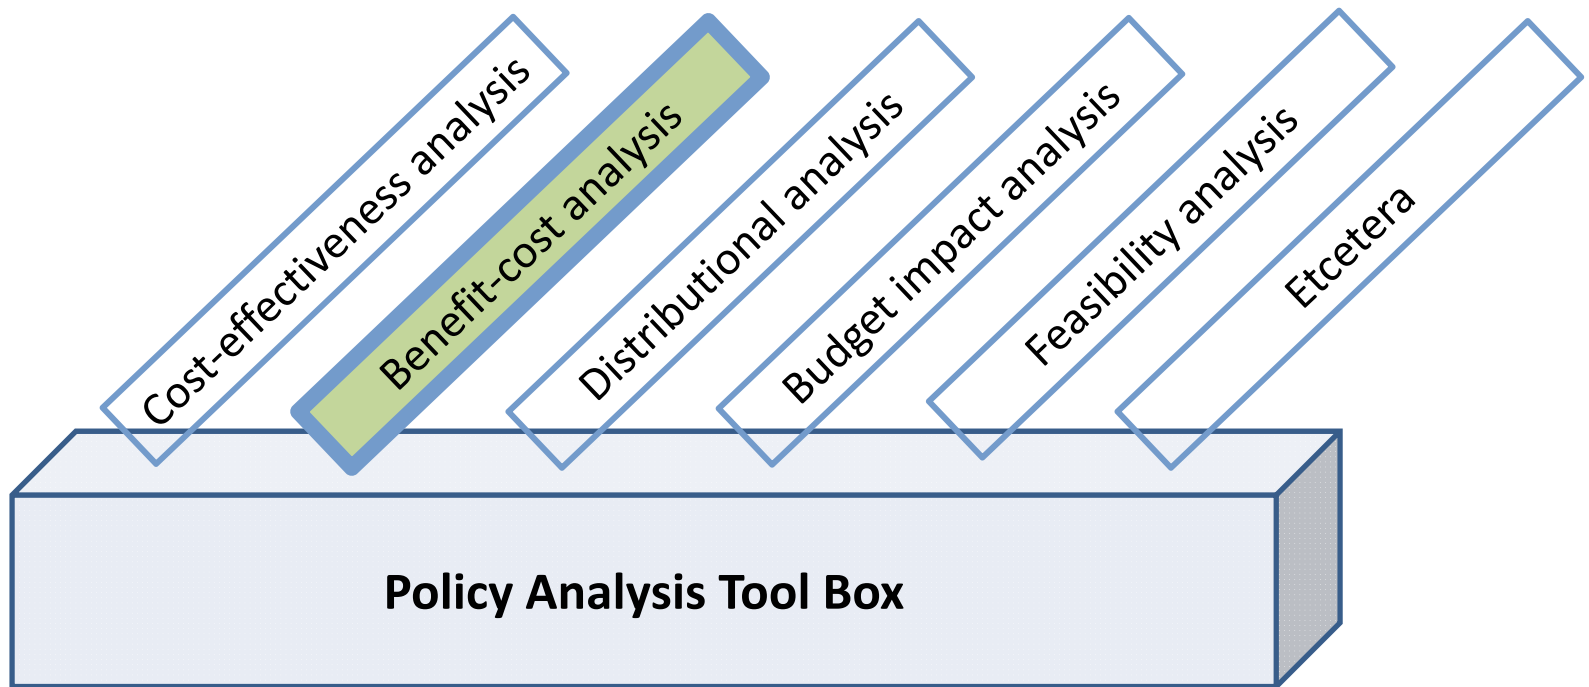 Cost-effectiveness analysis
Benefit-cost analysis
Distributional analysis
Budget impact analysis
Feasibility analysis
Etcetera
Policy Analysis Tool Box